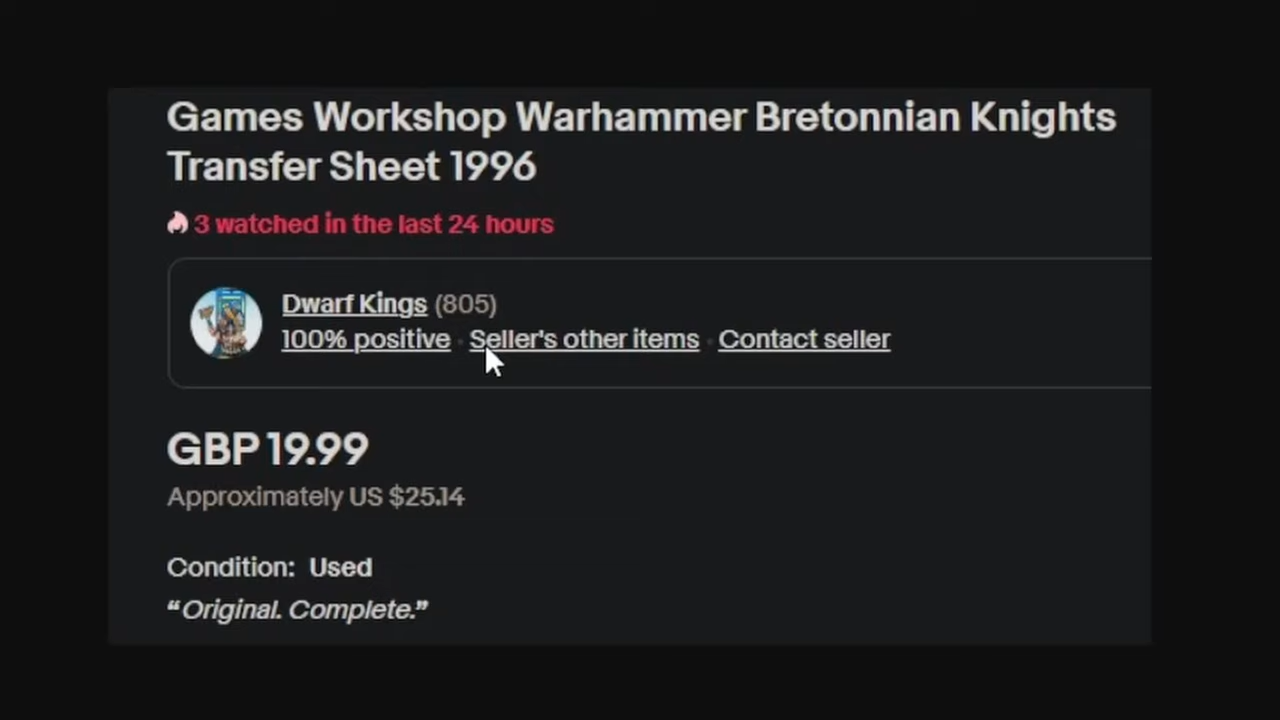 Games Workshop Warhammer Bretonnian Knights
Transfer Sheet 1996
3 watched in the last 24 hours
Dwarf Kings (805)
100% positive · Seller's other items · Contact seller
GBP 19.99
Approximately US $25.14
Condition: Used
“Original. Complete.”